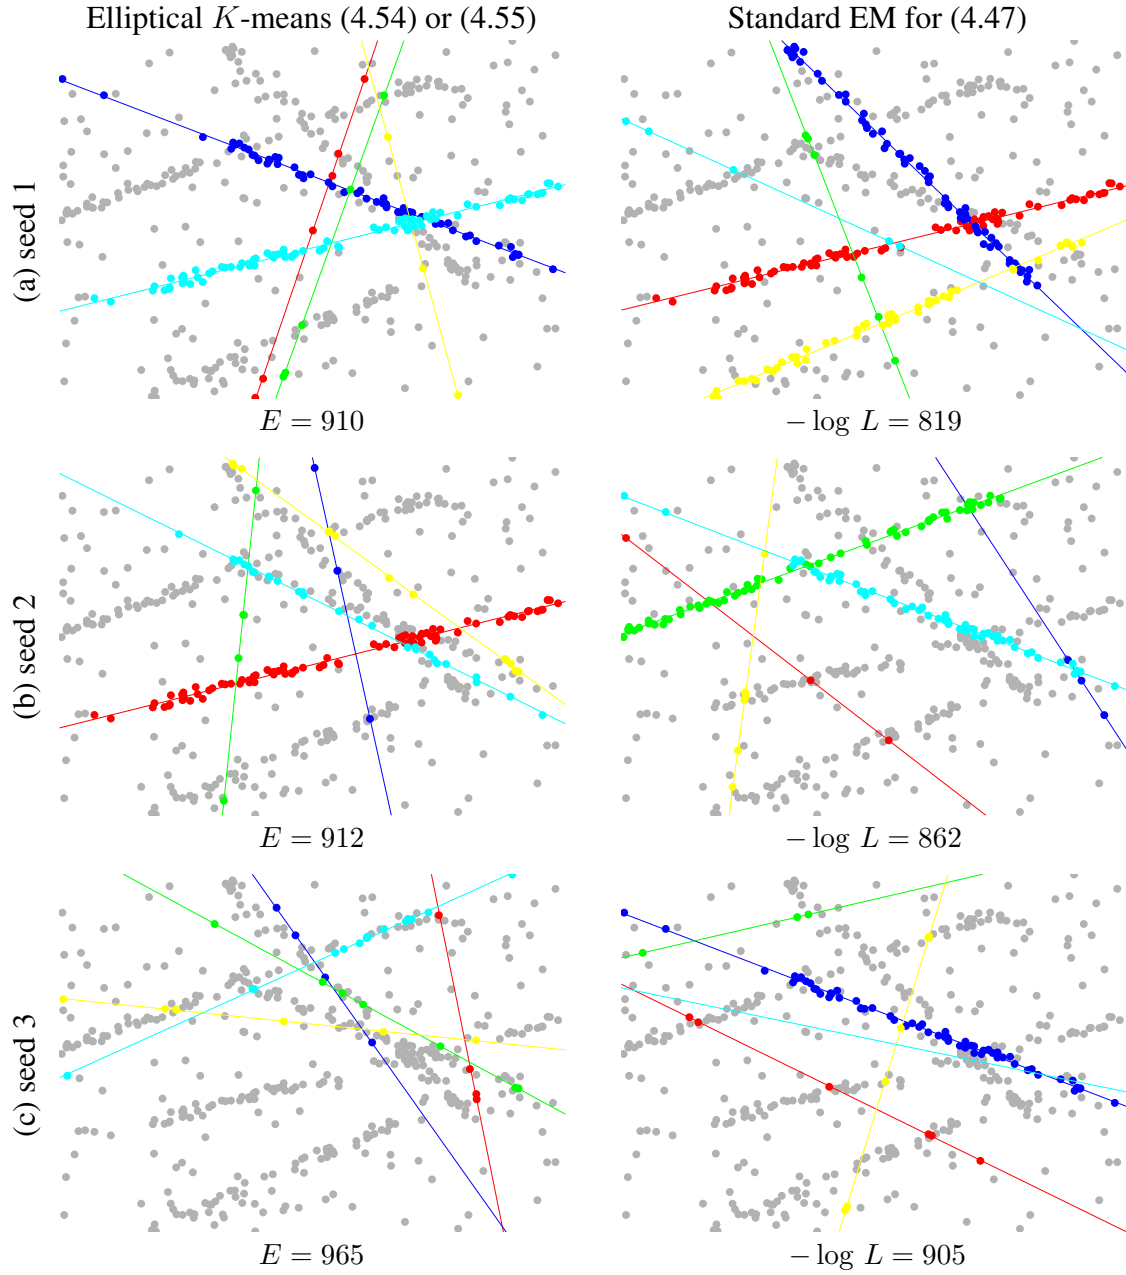 Elliptical K-means (4.54) or (4.55)
Standard EM for (4.47)
(a) seed 1
E = 910
− log L = 819
(b) seed 2
E = 912
− log L = 862
(c) seed 3
E = 965
− log L = 905